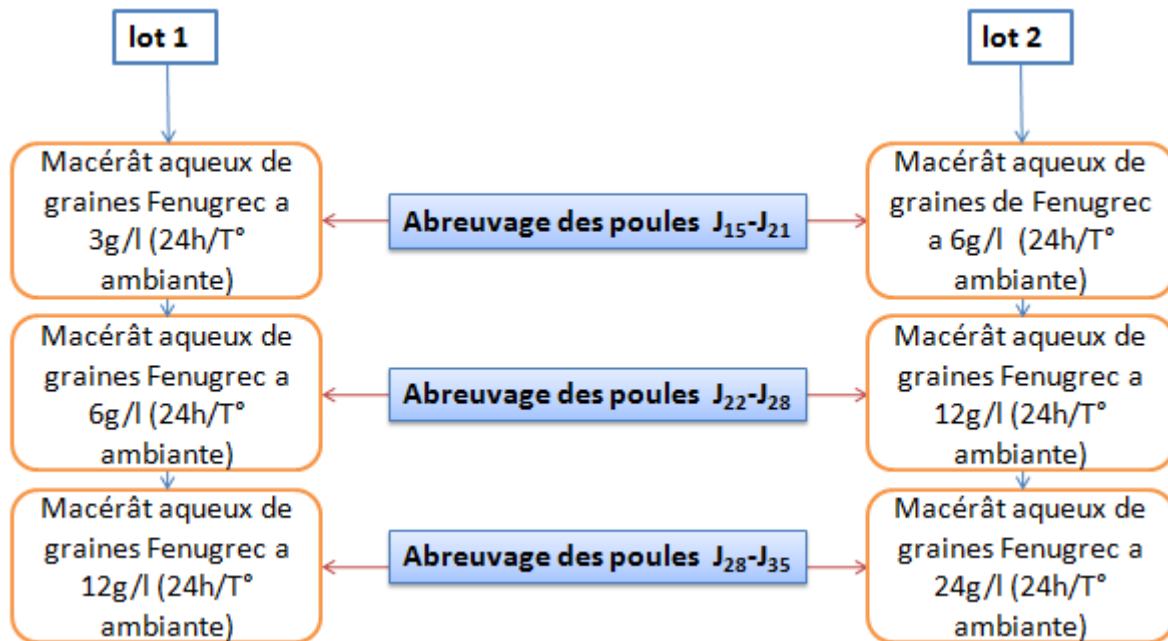 lot 1
lot 2
Macérât aqueux de
graines Fenugrec a
3g/l (24h/T°
ambiante)
Abreuvage des poules J₁₅-J₂₁
Macérât aqueux de
graines de Fenugrec
a 6g/l (24h/T°
ambiante)
Macérât aqueux de
graines Fenugrec a
6g/l (24h/T°
ambiante)
Abreuvage des poules J₂₂-J₂₈
Macérât aqueux de
graines Fenugrec a
12g/l (24h/T°
ambiante)
Macérât aqueux de
graines Fenugrec a
12g/l (24h/T°
ambiante)
Abreuvage des poules J₂₈-J₃₅
Macérât aqueux de
graines Fenugrec a
24g/l (24h/T°
ambiante)